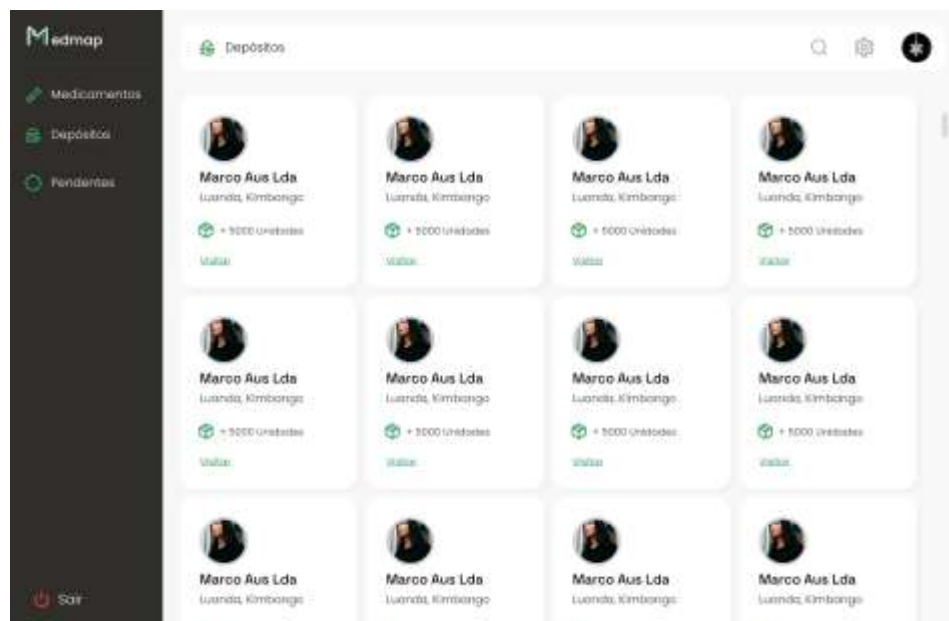 Medmap
Depósitos
Medicamentos
Depósitos
Pendentes
Sair
Marco Aus Lda Marco Aus Lda Marco Aus Lda Marco Aus Lda
Luanda, Kimbango Luanda, Kimbango Luanda, Kimbango Luanda, Kimbango
+ 5000 Unidades + 5000 Unidades + 5000 Unidades + 5000 Unidades
Visitar Visitar Visitar Visitar
Marco Aus Lda Marco Aus Lda Marco Aus Lda Marco Aus Lda
Luanda, Kimbango Luanda, Kimbango Luanda, Kimbango Luanda, Kimbango
+ 5000 Unidades + 5000 Unidades + 5000 Unidades + 5000 Unidades
Visitar Visitar Visitar Visitar
Marco Aus Lda Marco Aus Lda Marco Aus Lda Marco Aus Lda
Luanda, Kimbango Luanda, Kimbango Luanda, Kimbango Luanda, Kimbango